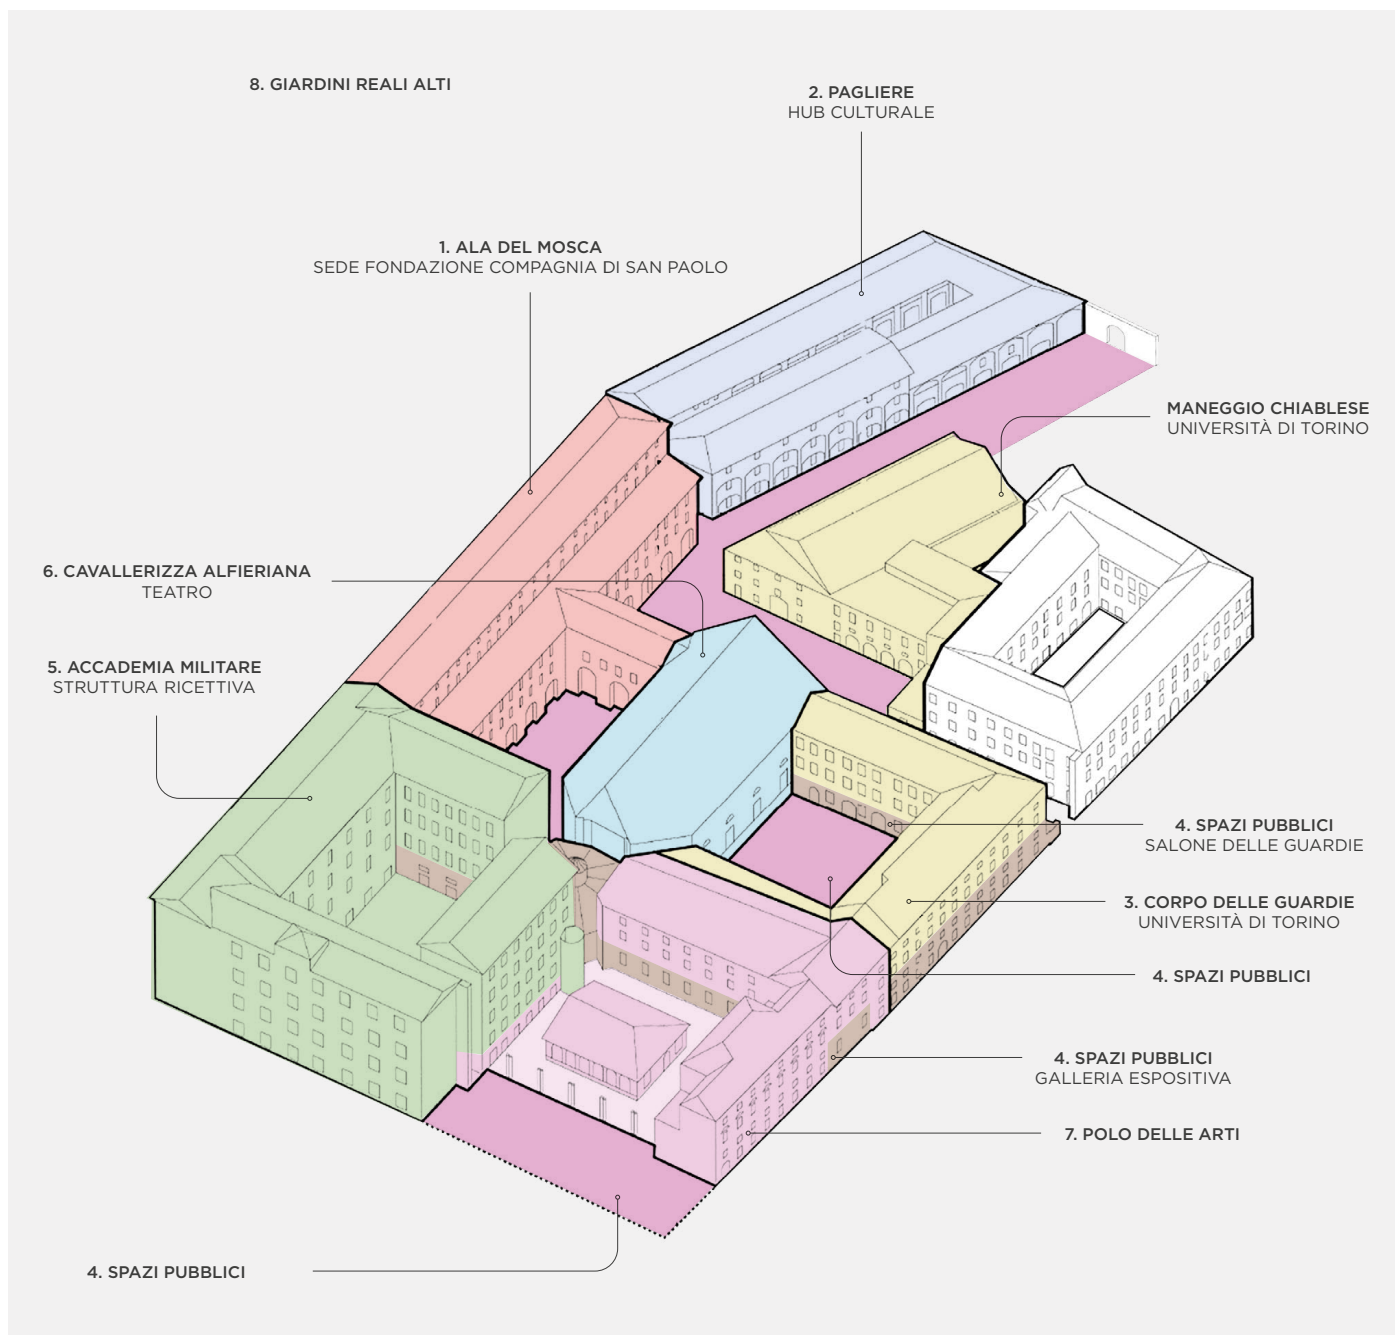 8. GIARDINI REALI ALTI
2. PAGLIERE
HUB CULTURALE
1. ALA DEL MOSCA
SEDE FONDAZIONE COMPAGNIA DI SAN PAOLO
MANEGGIO CHIABLESE
UNIVERSITÀ DI TORINO
6. CAVALLERIZZA ALFIERIANA
TEATRO
5. ACCADEMIA MILITARE
STRUTTURA RICETTIVA
4. SPAZI PUBBLICI
SALONE DELLE GUARDIE
3. CORPO DELLE GUARDIE
UNIVERSITÀ DI TORINO
4. SPAZI PUBBLICI
4. SPAZI PUBBLICI
GALLERIA ESPOSITIVA
7. POLO DELLE ARTI
4. SPAZI PUBBLICI